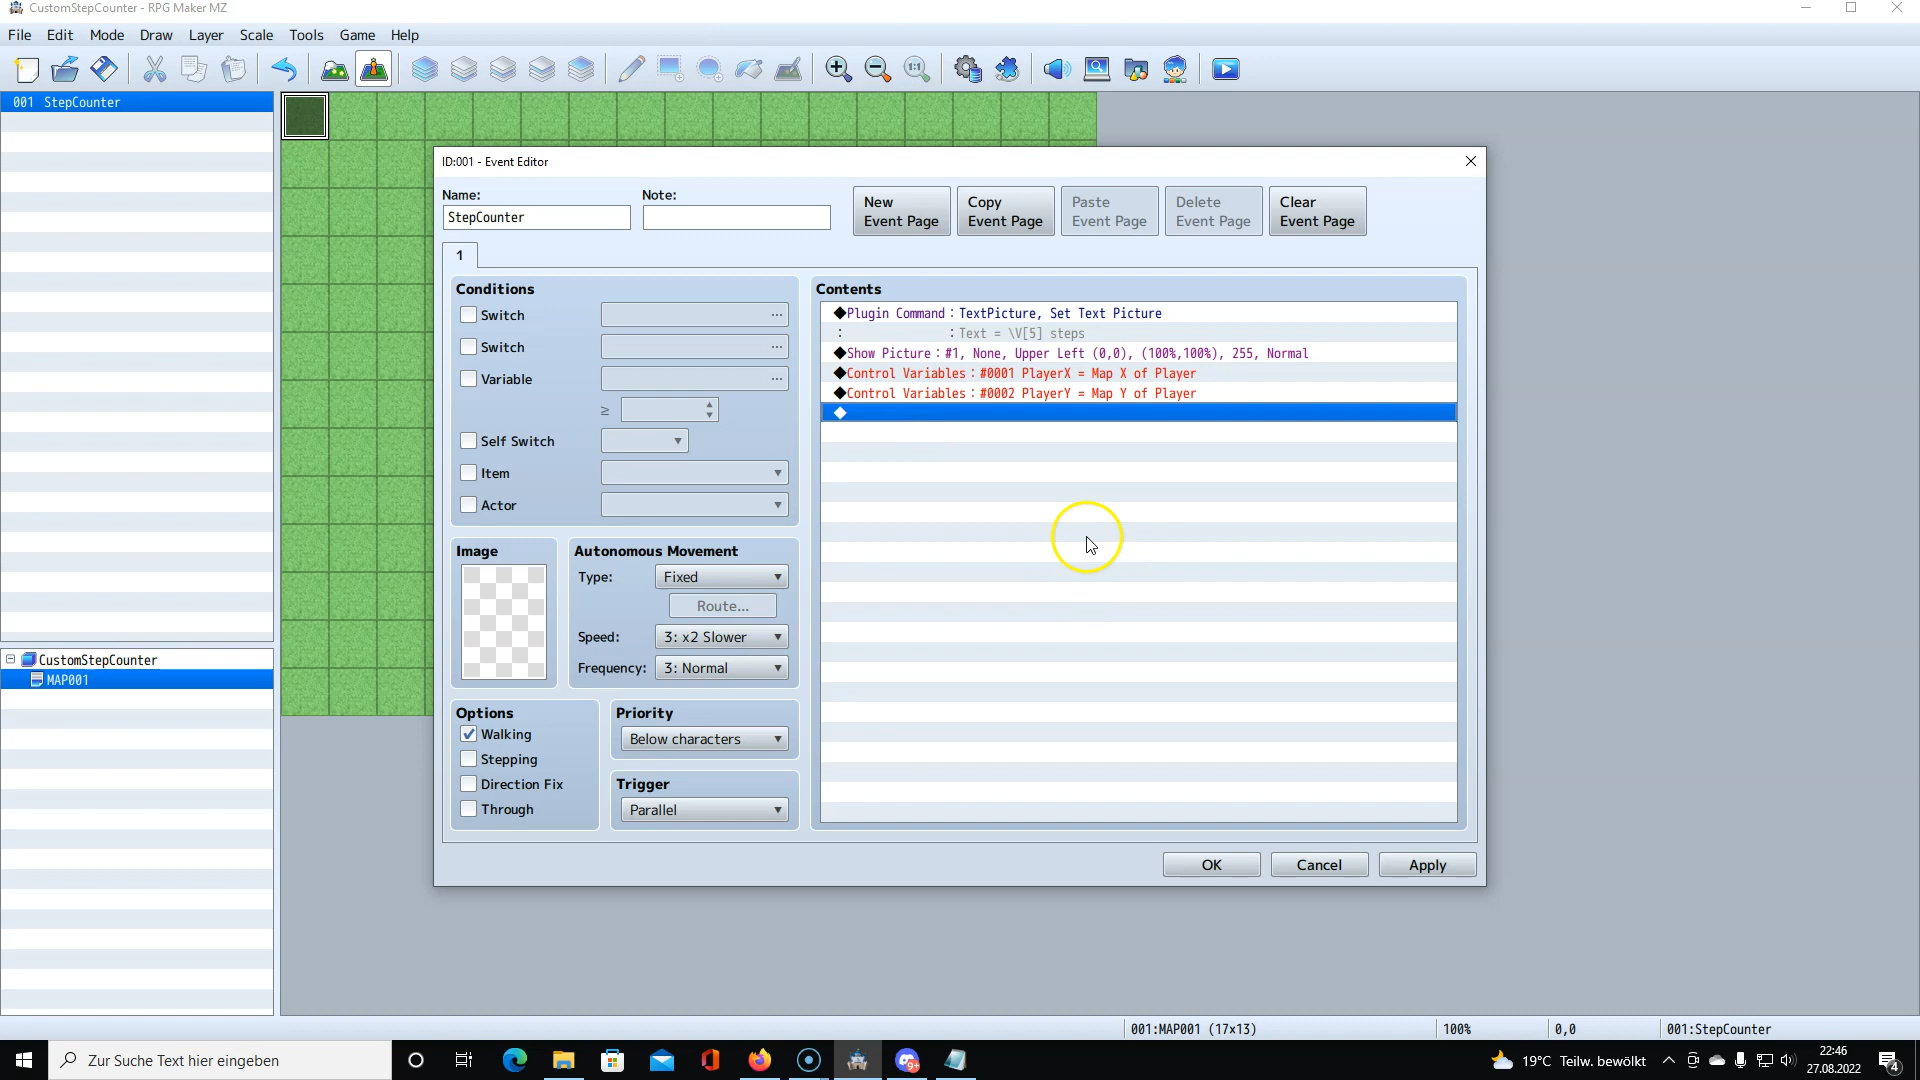 CustomStepCounter - RPG Maker MZ
File Edit Mode Draw Layer Scale Tools Game Help
1:1
001 StepCounter
ID:001 - Event Editor
Name:
Note:
StepCounter
New
Event Page
Copy
Event Page
Paste
Event Page
Delete
Event Page
Clear
Event Page
1
Conditions
Switch ...
Switch ...
Variable ...
≥
Self Switch
Item
Actor
Image
Autonomous Movement
Type: Fixed
Route...
Speed: 3: x2 Slower
Frequency: 3: Normal
Options
Walking
Stepping
Direction Fix
Through
Priority
Below characters
Trigger
Parallel
Contents
◆Plugin Command：TextPicture, Set Text Picture
：　　　　　：Text = \V[5] steps
◆Show Picture：#1, None, Upper Left (0,0), (100%,100%), 255, Normal
◆Control Variables：#0001 PlayerX = Map X of Player
◆Control Variables：#0002 PlayerY = Map Y of Player
◆
OK
Cancel
Apply
CustomStepCounter
MAP001
001:MAP001 (17x13)
100%
0,0
001:StepCounter
Zur Suche Text hier eingeben
9+
19°C Teilw. bewölkt
22:46
27.08.2022
4